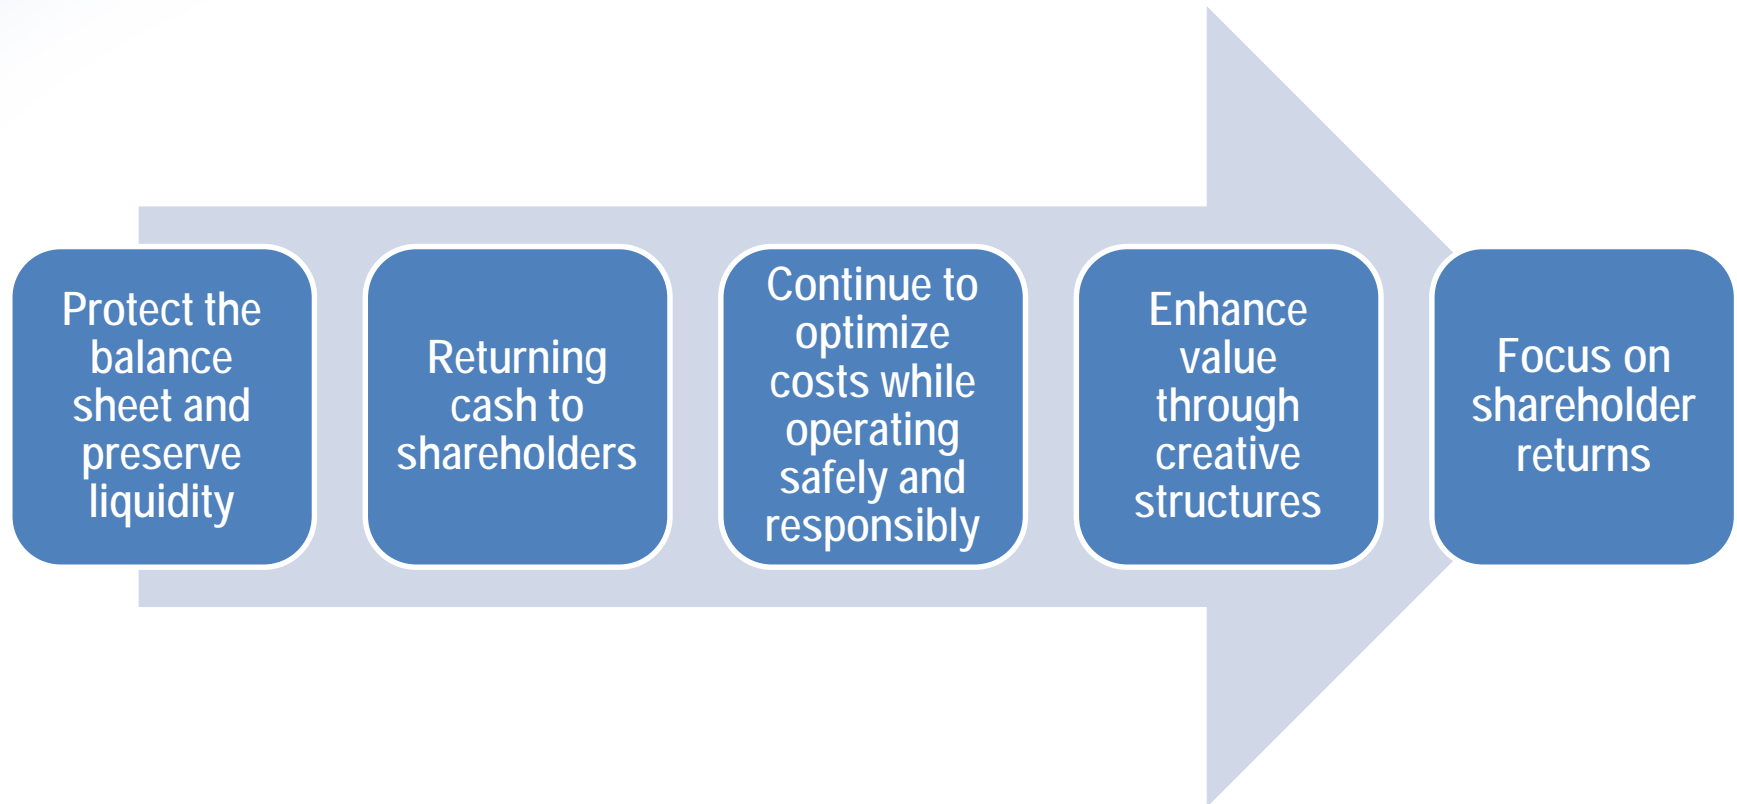 Protect the
balance
sheet and
preserve
liquidity
Returning
cash to
shareholders
Continue to
optimize
costs while
operating
safely and
responsibly
Enhance
value
through
creative
structures
Focus on
shareholder
returns